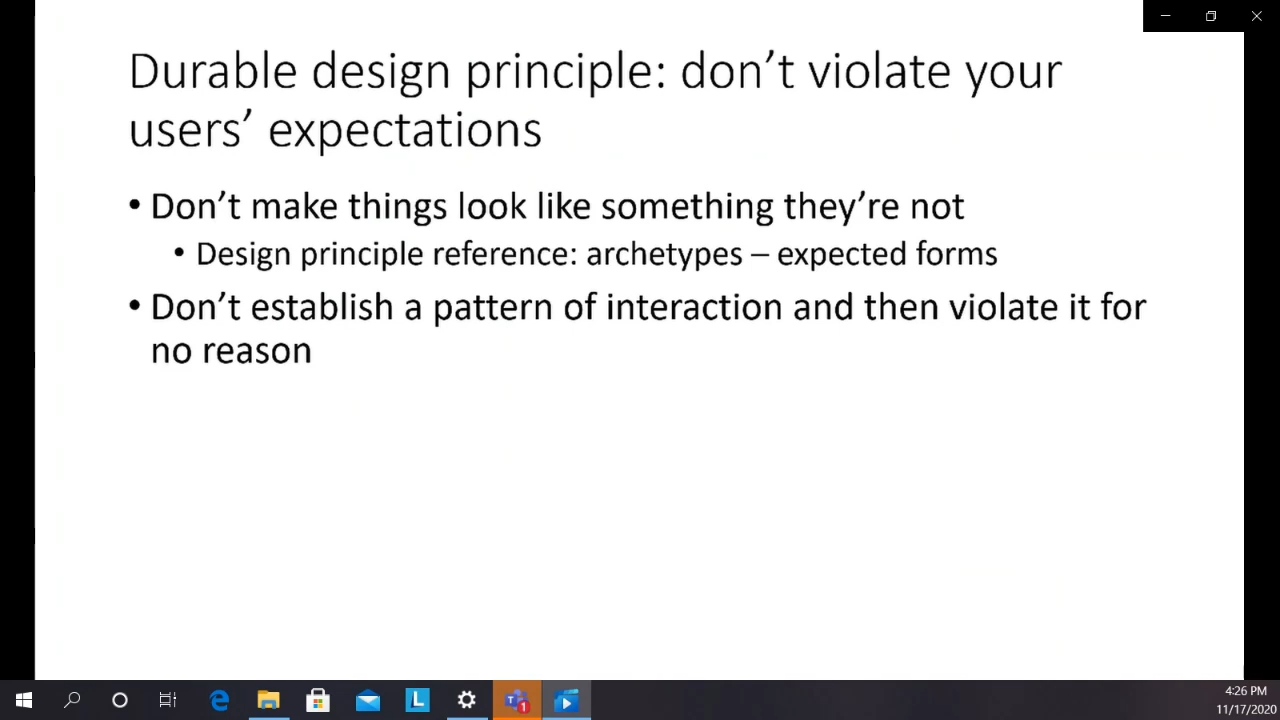 Durable design principle: don’t violate your
users’ expectations
• Don’t make things look like something they’re not
• Design principle reference: archetypes – expected forms
• Don’t establish a pattern of interaction and then violate it for
no reason
L
T
1
4:26 PM
11/17/2020